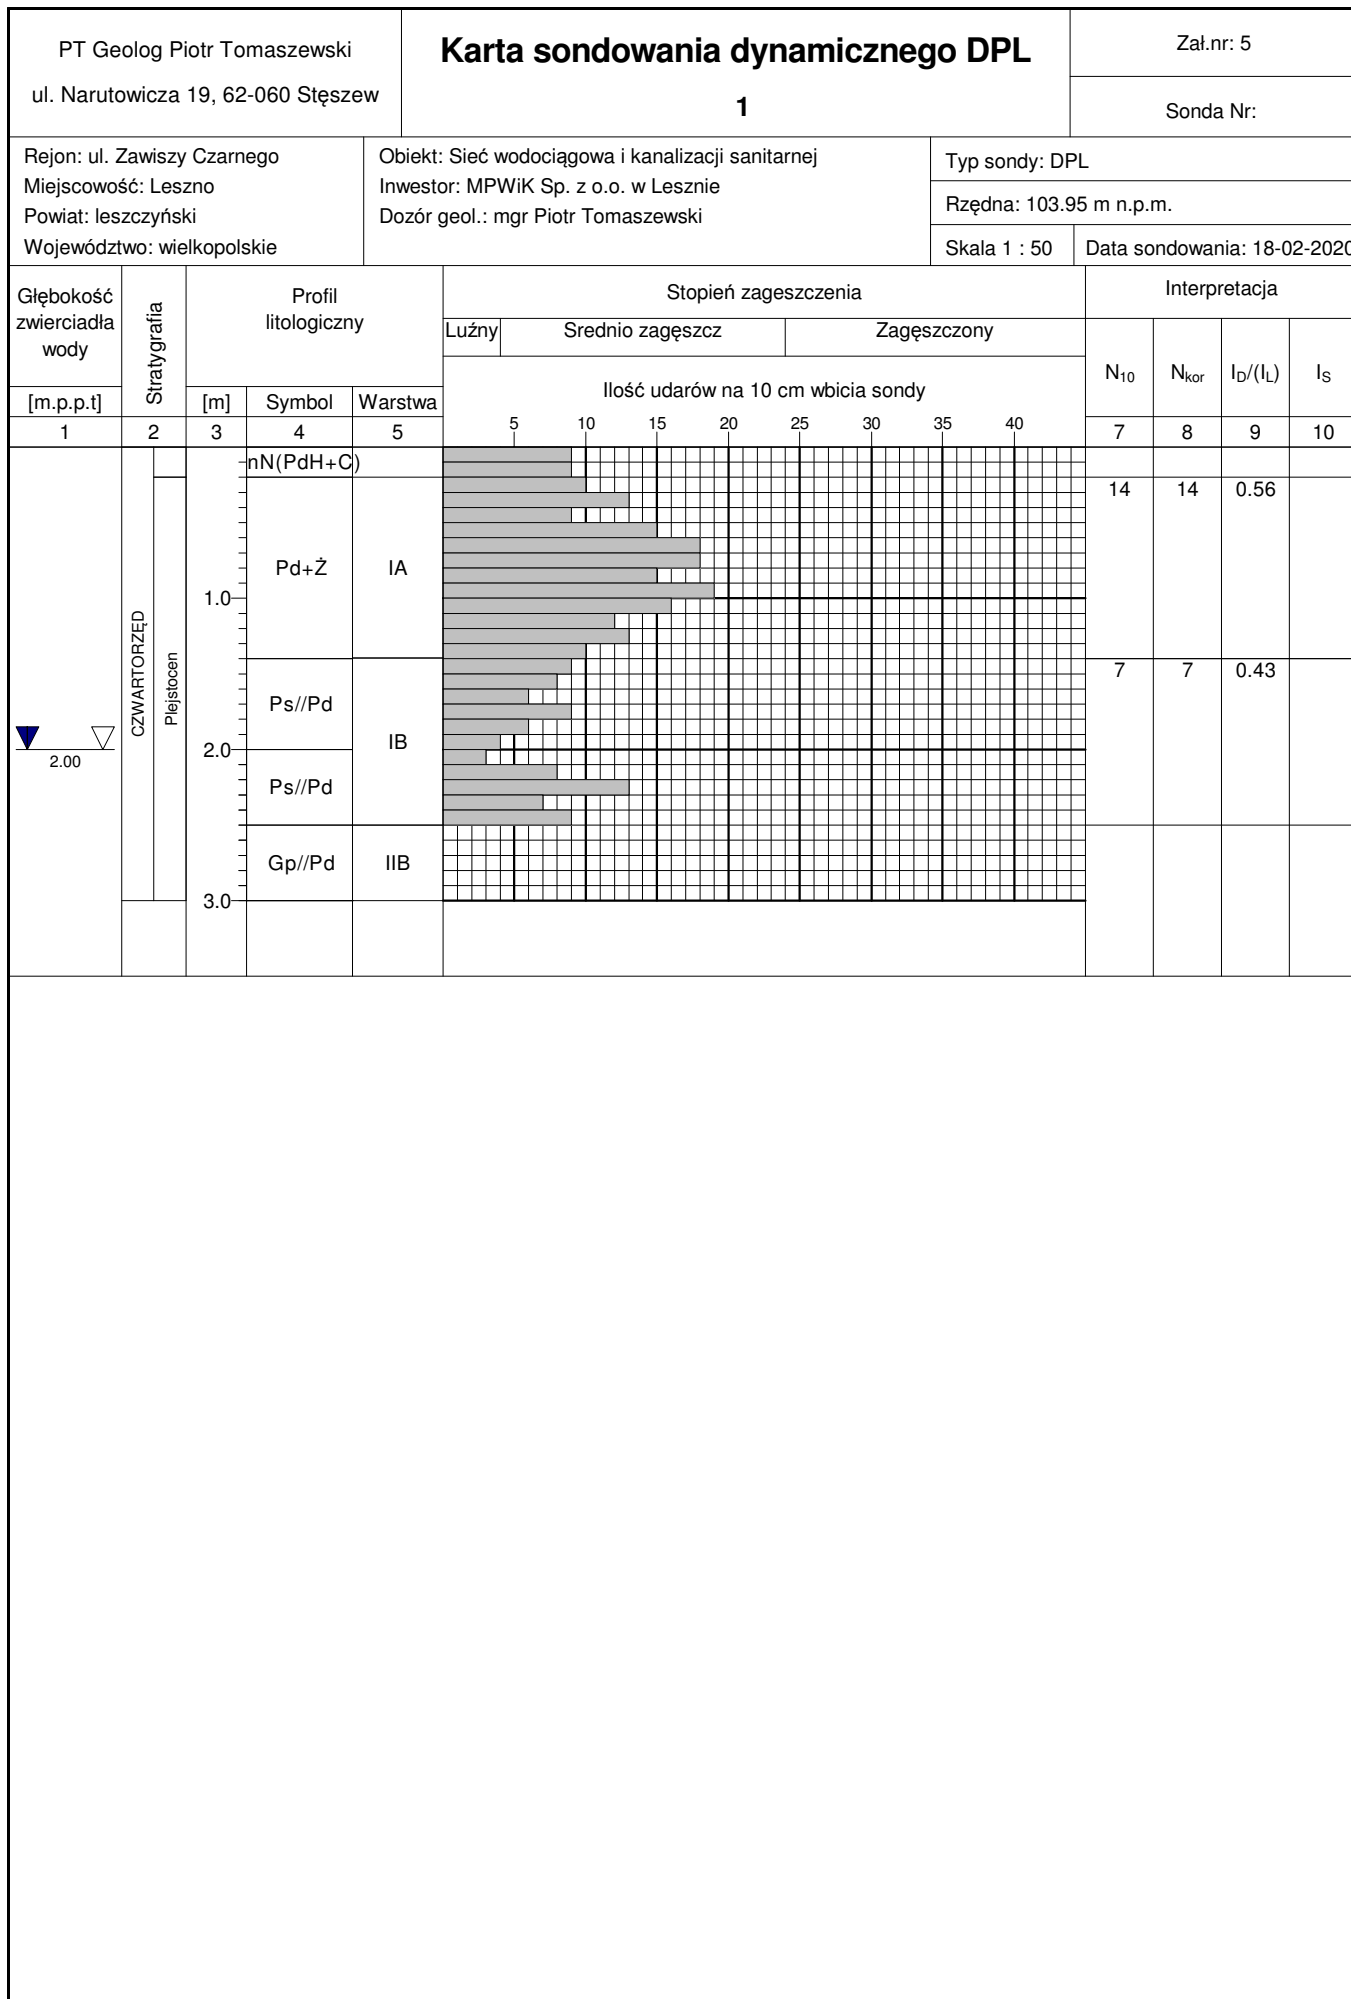 PT Geolog Piotr Tomaszewski
ul. Narutowicza 19, 62-060 Stęszew
Karta sondowania dynamicznego DPL
1
Zał.nr: 5
Sonda Nr:
Rejon: ul. Zawiszy Czarnego
Miejscowość: Leszno
Powiat: leszczyński
Województwo: wielkopolskie
Obiekt: Sieć wodociągowa i kanalizacji sanitarnej
Inwestor: MPWiK Sp. z o.o. w Lesznie
Dozór geol.: mgr Piotr Tomaszewski
Typ sondy: DPL
Rzędna: 103.95 m n.p.m.
Skala 1 : 50
Data sondowania: 18-02-2020
Głębokość
zwierciadła
wody
[m.p.p.t]
Stratygrafia
Profil
litologiczny
[m]
Symbol
Warstwa
Stopień zageszczenia
Luźny
Srednio zagęszcz
Zagęszczony
Ilość udarów na 10 cm wbicia sondy
5 10 15 20 25 30 35 40
Interpretacja
N10
Nkor
ID/(IL)
IS
1 2 3 4 5 7 8 9 10
nN(PdH+C)
14 14 0.56
Pd+Ż
IA
1.0
CZWARTORZĘD
Plejstocen
7 7 0.43
Ps//Pd
IB
2.00
2.0
Ps//Pd
Gp//Pd
IIB
3.0